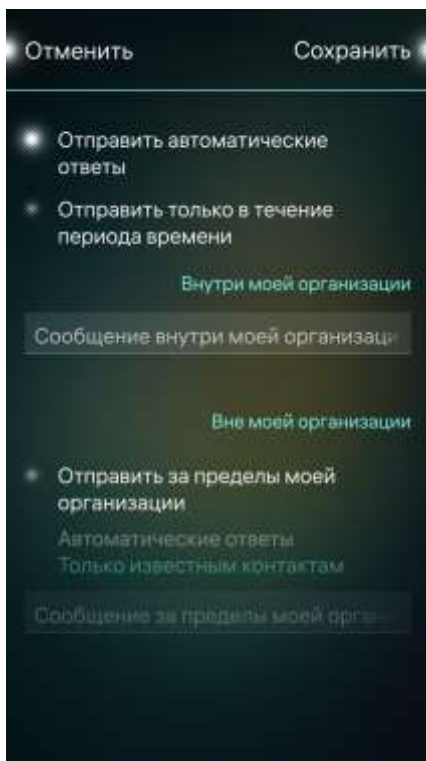 Отменить Сохранить
Отправить автоматические
ответы
Отправить только в течение
периода времени
Внутри моей организации
Сообщение внутри моей организаци
Вне моей организации
Отправить за пределы моей
организации
Автоматические ответы
Только известным контактам
Сообщение за пределы моей орган